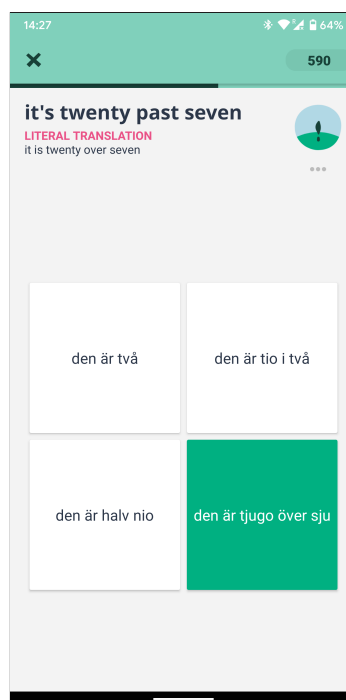 14:27
64%
590
it's twenty past seven
LITERAL TRANSLATION
it is twenty over seven
den är två
den är tio i två
den är halv nio
den är tjugo över sju